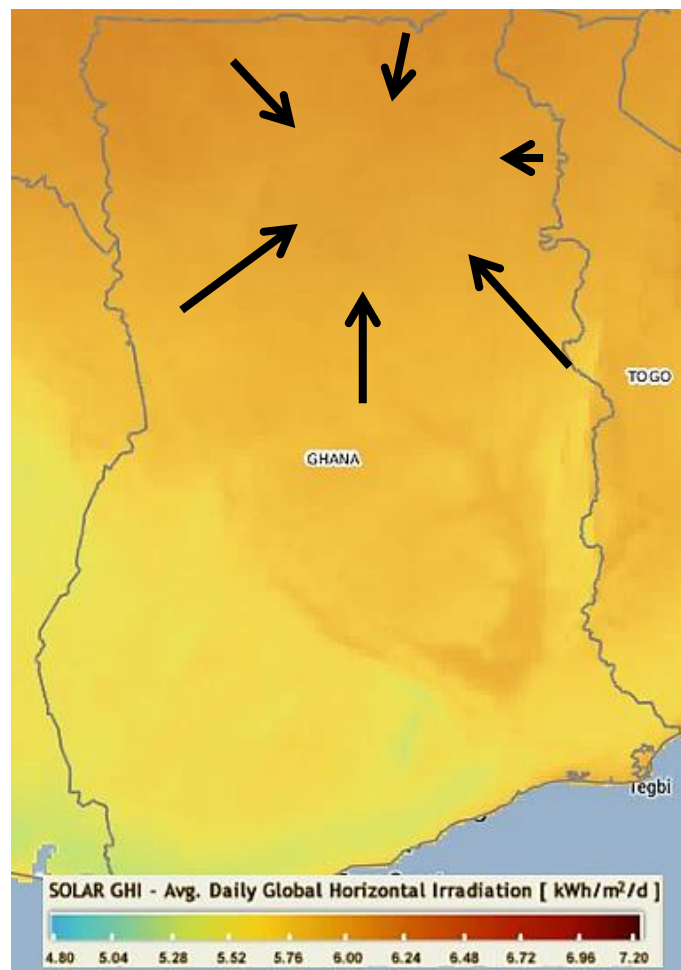 TOGO
GHANA
Tegbi
SOLAR GHI - Avg. Daily Global Horizontal Irradiation [ kWh/m²/d ]
4.80 5.04 5.28 5.52 5.76 6.00 6.24 6.48 6.72 6.96 7.20